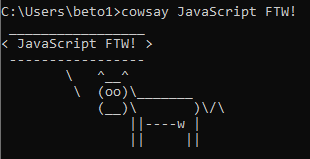 C:\Users\beto1>cowsay JavaScript FTW!
 _________________
< JavaScript FTW! >
 -----------------
        \   ^__^
         \  (oo)\_______
            (__)\       )\/\
                ||----w |
                ||     ||